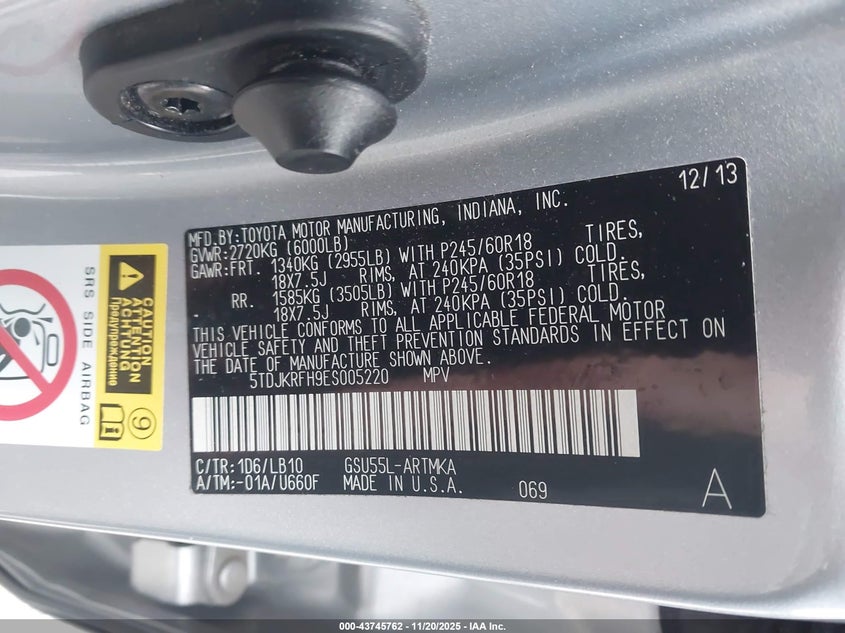 12/13
MFD.BY:TOYOTA MOTOR MANUFACTURING, INDIANA, INC.
GVWR:2720KG (6000LB)
GAWR:FRT. 1340KG (2955LB) WITH P245/60R18 TIRES,
18X7.5J RIMS, AT 240KPA (35PSI) COLD.
RR. 1585KG (3505LB) WITH P245/60R18 TIRES,
18X7.5J RIMS, AT 240KPA (35PSI) COLD.
THIS VEHICLE CONFORMS TO ALL APPLICABLE FEDERAL MOTOR
VEHICLE SAFETY AND THEFT PREVENTION STANDARDS IN EFFECT ON
THE DATE OF MANUFACTURE SHOWN ABOVE.
5TDJKRFH9ES005220 MPV
C/TR:1D6/LB10 GSU55L-ARTMKA
A/TM:-01A/U660F MADE IN U.S.A. 069 A
SRS SIDE AIRBAG
CAUTION
ATTENTION
ACHTUNG
Предупреждение
9
000-43745762 - 11/20/2025 - IAA Inc.